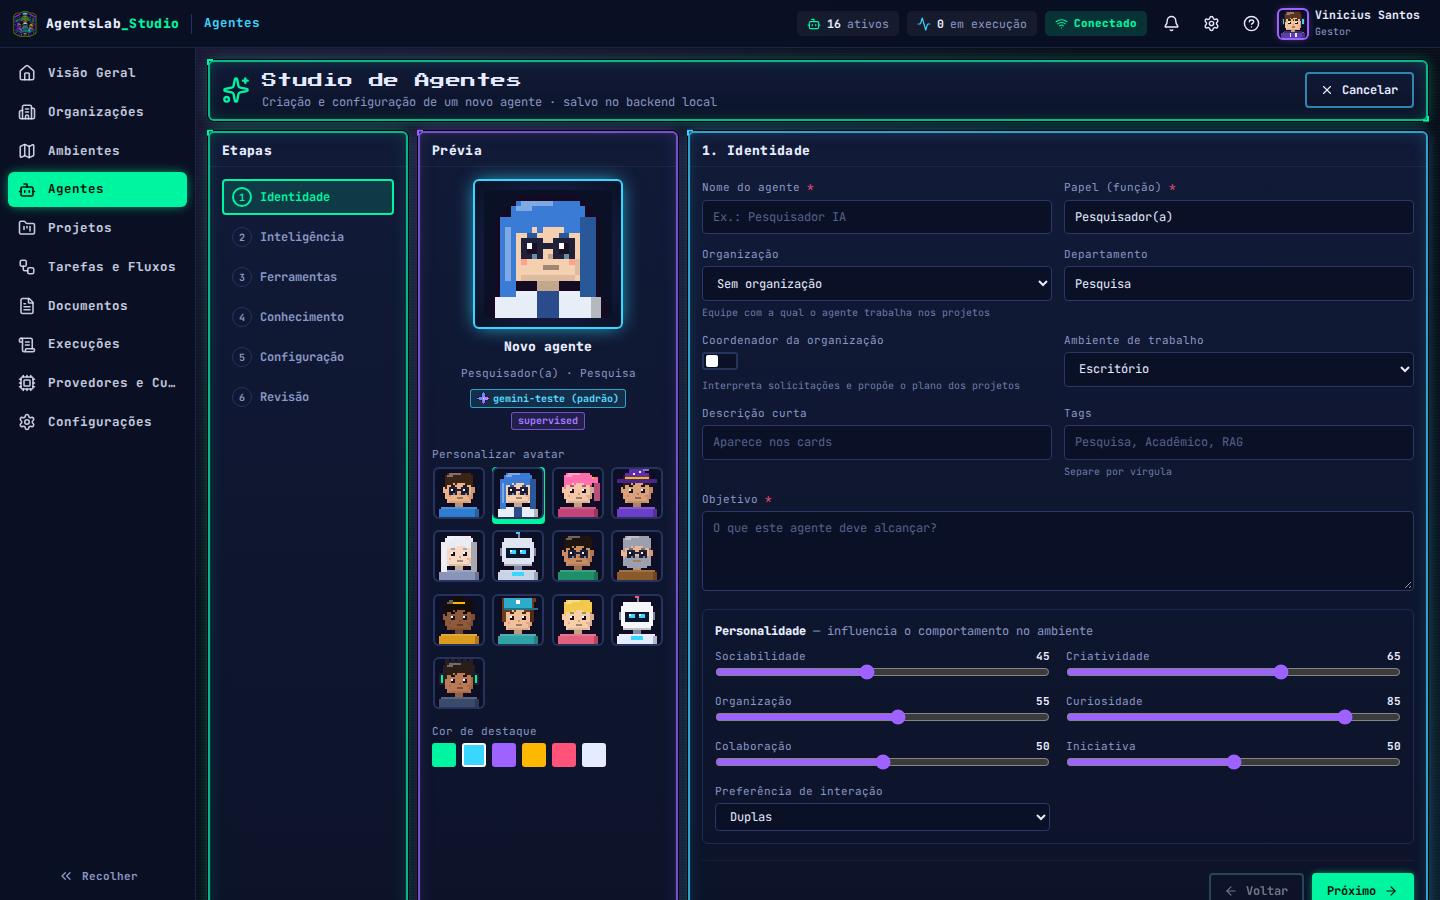 AgentsLab_Studio
Agentes
16 ativos
0 em execução
Conectado
Vinicius Santos
Gestor
Visão Geral
Organizações
Ambientes
Agentes
Projetos
Tarefas e Fluxos
Documentos
Execuções
Provedores e Cu…
Configurações
Recolher
Studio de Agentes
Criação e configuração de um novo agente · salvo no backend local
Cancelar
Etapas
1 Identidade
2 Inteligência
3 Ferramentas
4 Conhecimento
5 Configuração
6 Revisão
Prévia
Novo agente
Pesquisador(a) · Pesquisa
gemini-teste (padrão)
supervised
Personalizar avatar
Cor de destaque
1. Identidade
Nome do agente *
Ex.: Pesquisador IA
Papel (função) *
Pesquisador(a)
Organização
Sem organização
Equipe com a qual o agente trabalha nos projetos
Departamento
Pesquisa
Coordenador da organização
Interpreta solicitações e propõe o plano dos projetos
Ambiente de trabalho
Escritório
Descrição curta
Aparece nos cards
Tags
Pesquisa, Acadêmico, RAG
Separe por vírgula
Objetivo *
O que este agente deve alcançar?
Personalidade — influencia o comportamento no ambiente
Sociabilidade 45
Criatividade 65
Organização 55
Curiosidade 85
Colaboração 50
Iniciativa 50
Preferência de interação
Duplas
Voltar
Próximo